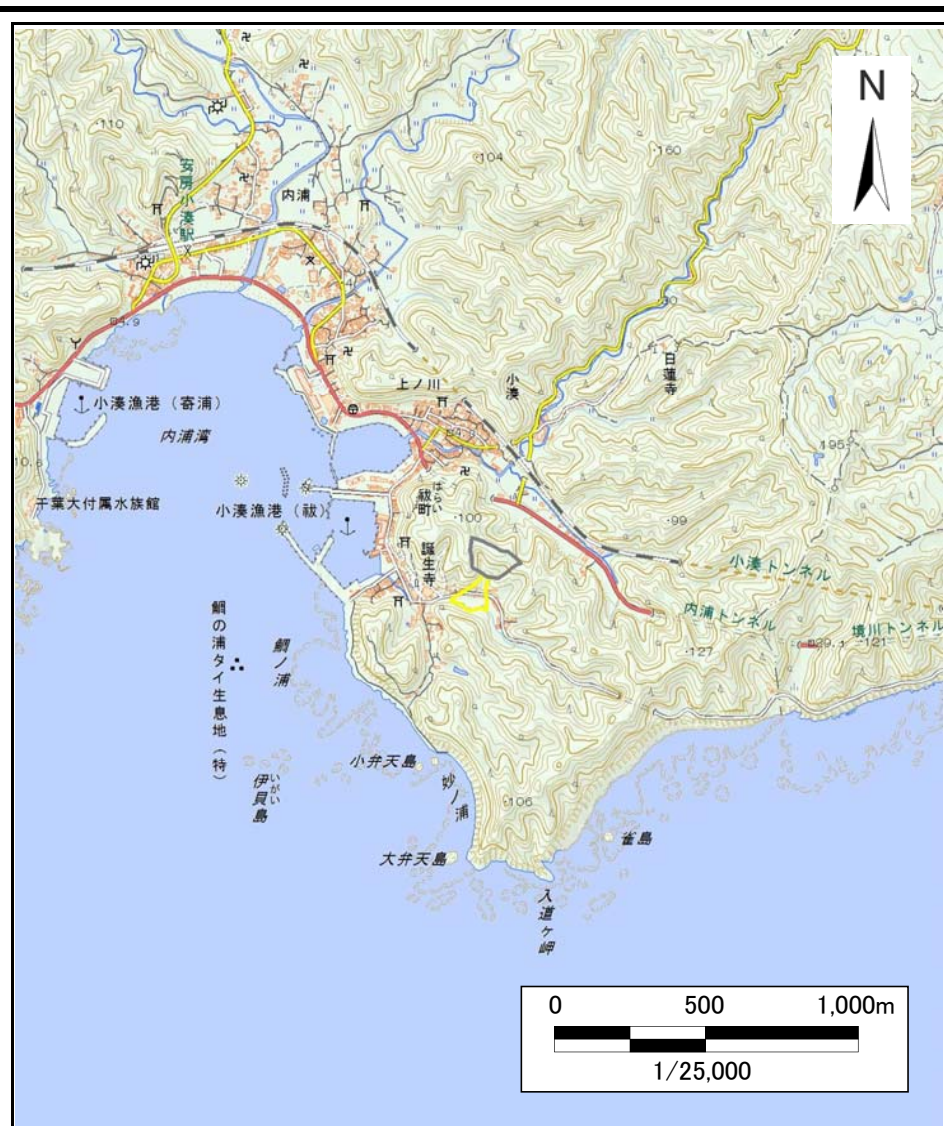 N
・110
安房小湊駅
内浦
・104
・160
上ノ川
小湊
日蓮寺
195
小湊漁港(寄浦)
内浦湾
千葉大付属水族館
小湊漁港(祓)
祓町
はらい
・100
誕生寺
・99
小湊トンネル
内浦トンネル
・127
境川トンネル
・121
鯛の浦タイ生息地(特)
鯛ノ浦
小弁天島
伊貝島
いがい
妙ノ浦
・106
大弁天島
雀島
入道ヶ岬
0 500 1,000m
1/25,000